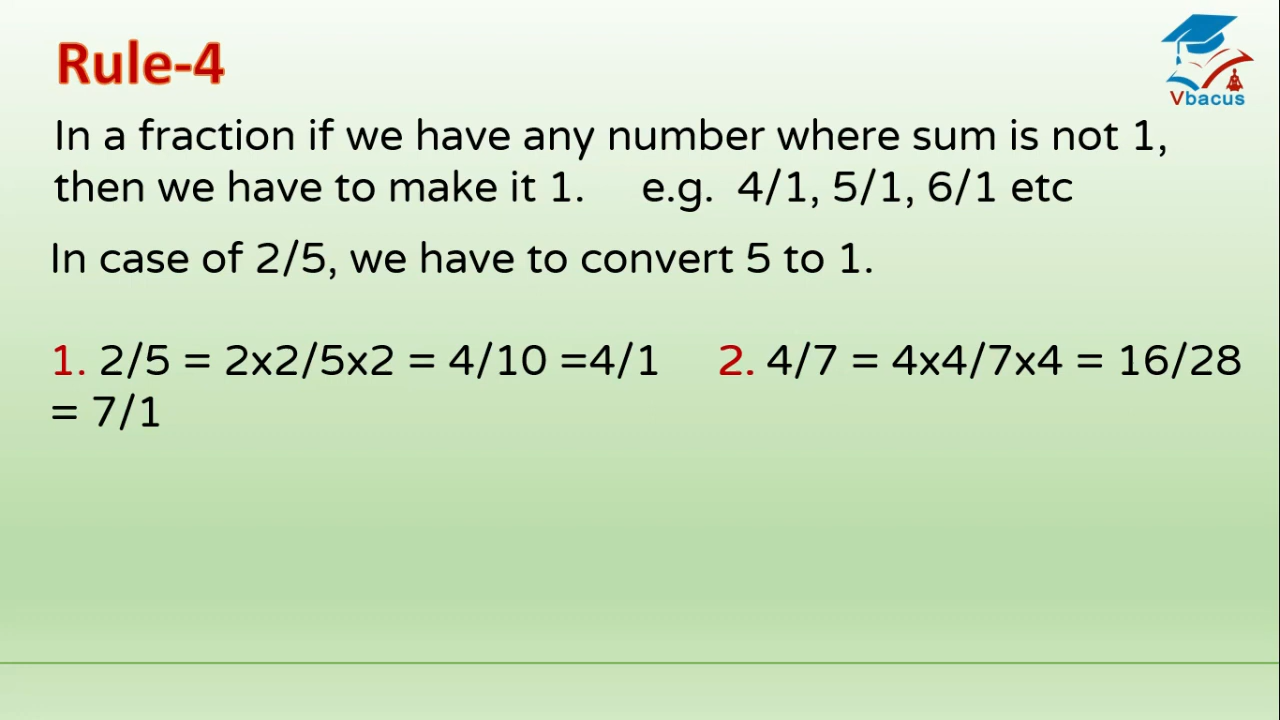 Rule-4
Vbacus
In a fraction if we have any number where sum is not 1,
then we have to make it 1. e.g. 4/1, 5/1, 6/1 etc
In case of 2/5, we have to convert 5 to 1.
1. 2/5 = 2x2/5x2 = 4/10 =4/1 2. 4/7 = 4x4/7x4 = 16/28
= 7/1